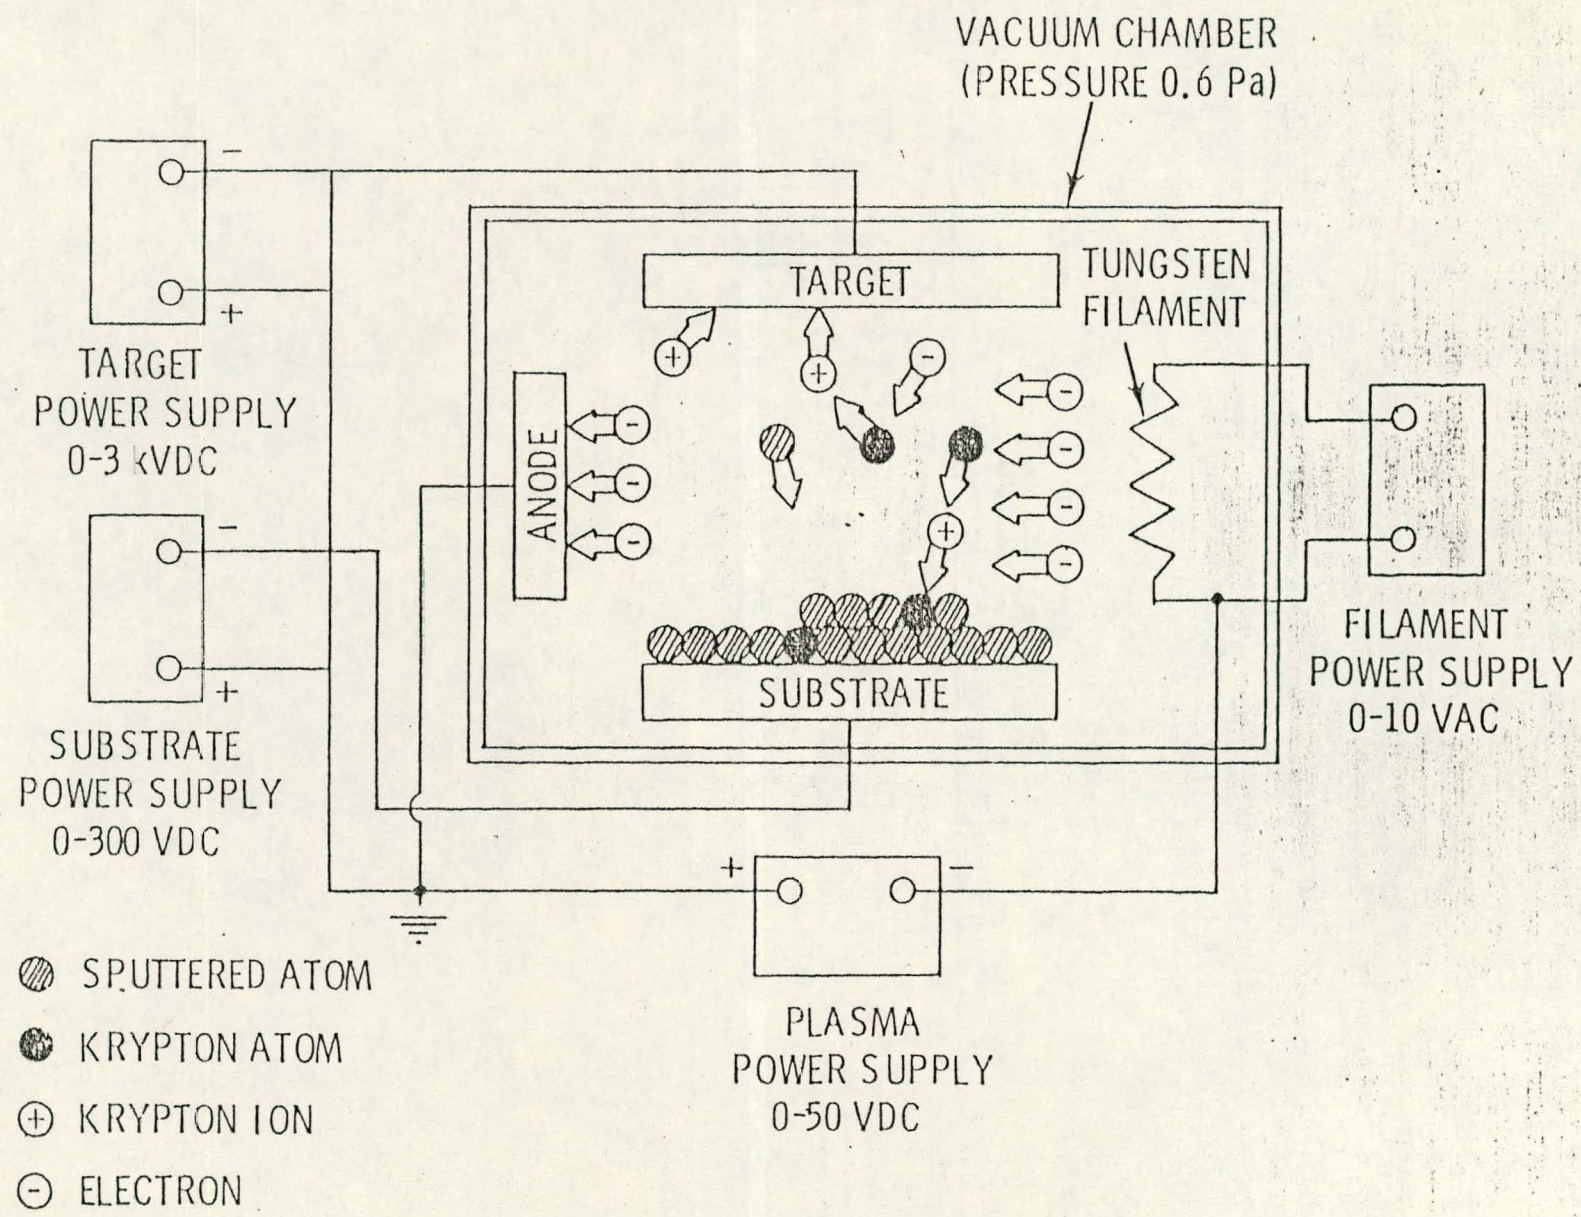 VACUUM CHAMBER
(PRESSURE 0.6 Pa)
-
+
TARGET
POWER SUPPLY
0-3 kVDC
TARGET
TUNGSTEN
FILAMENT
+
+
-
-
-
-
-
-
ANODE
-
-
-
+
FILAMENT
POWER SUPPLY
0-10 VAC
-
+
SUBSTRATE
POWER SUPPLY
0-300 VDC
SUBSTRATE
+
-
PLASMA
POWER SUPPLY
0-50 VDC
SPUTTERED ATOM
KRYPTON ATOM
+ KRYPTON ION
- ELECTRON